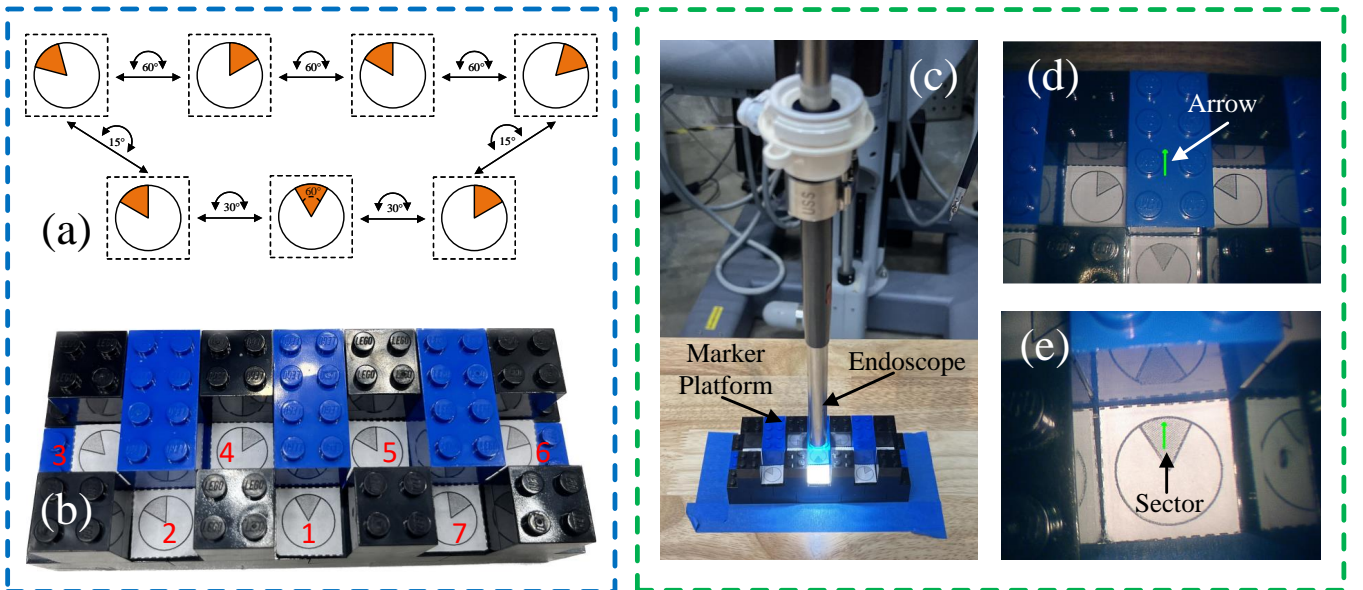 60°
60°
60°
15°
15°
60°
30°
30°
(a)
LEGO
LEGO
3
4
5
6
2
1
7
(b)
(c)
USS
Marker
Platform
Endoscope
(d)
Arrow
(e)
Sector